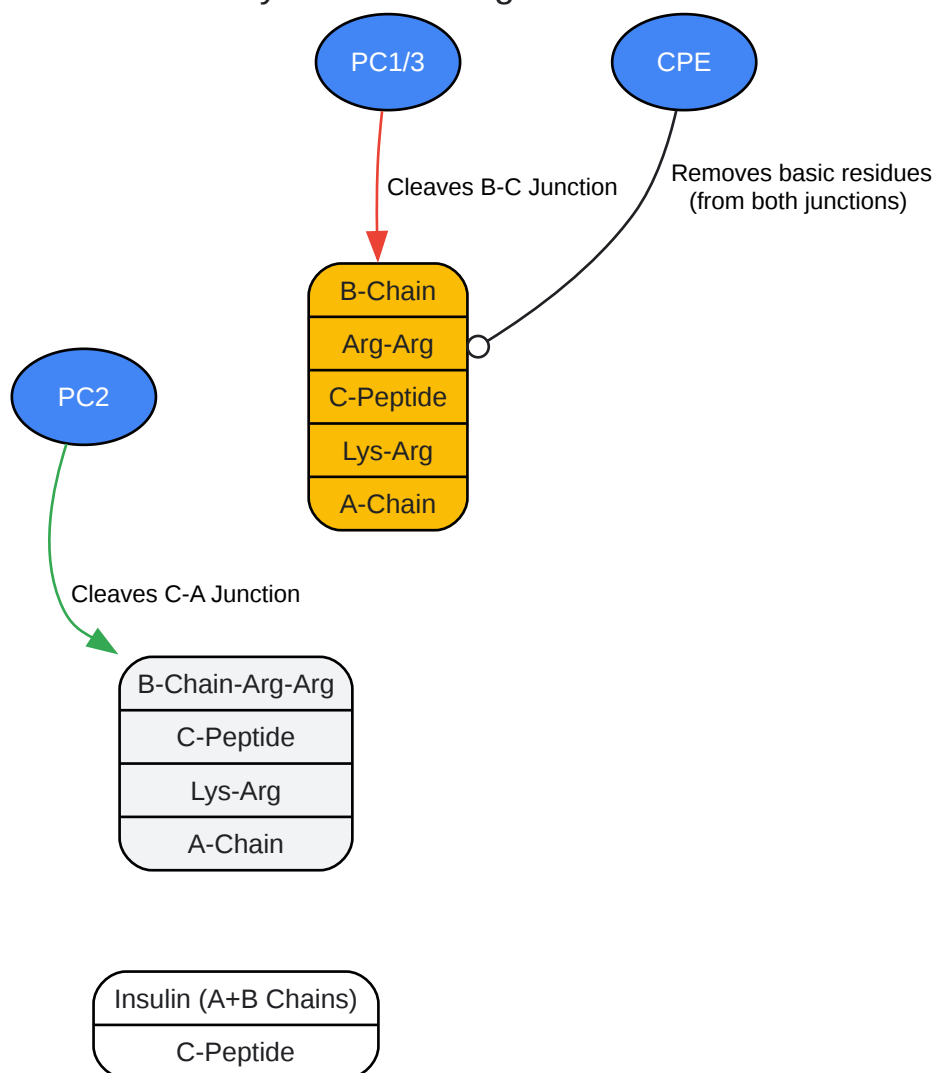 PC1/3
CPE
Cleaves B-C Junction
Removes basic residues
(from both junctions)
B-Chain
Arg-Arg
C-Peptide
Lys-Arg
A-Chain
PC2
Cleaves C-A Junction
B-Chain-Arg-Arg
C-Peptide
Lys-Arg
A-Chain
Insulin (A+B Chains)
C-Peptide